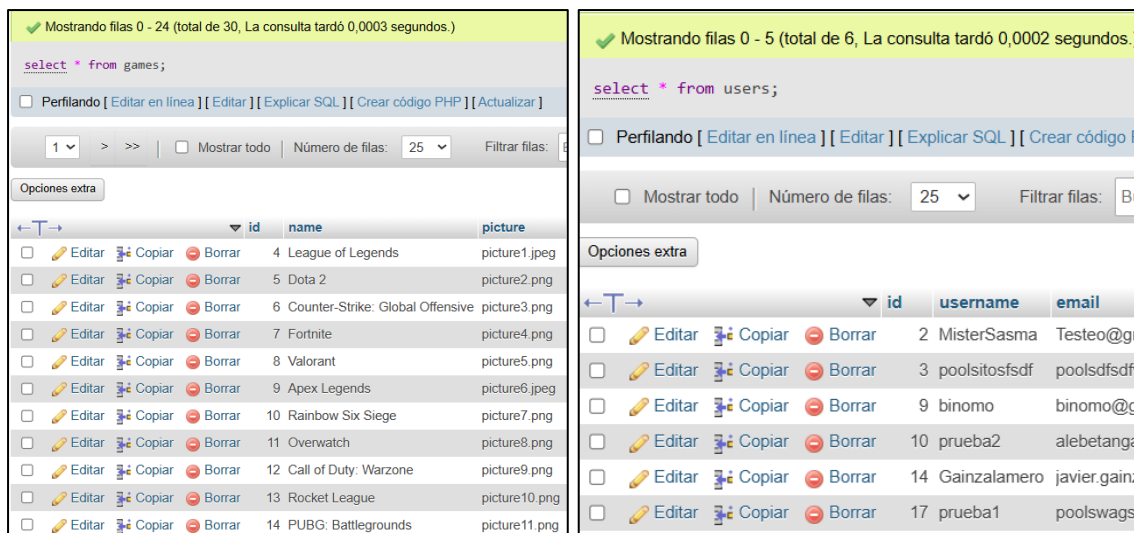 Mostrando filas 0 - 24 (total de 30, La consulta tardó 0,0003 segundos.)
select * from games;
Perfilando [ Editar en línea ] [ Editar ] [ Explicar SQL ] [ Crear código PHP ] [ Actualizar ]
1 > >> | Mostrar todo | Número de filas: 25 Filtrar filas:
Opciones extra
id name picture
Editar Copiar Borrar 4 League of Legends picture1.jpeg
Editar Copiar Borrar 5 Dota 2 picture2.png
Editar Copiar Borrar 6 Counter-Strike: Global Offensive picture3.png
Editar Copiar Borrar 7 Fortnite picture4.png
Editar Copiar Borrar 8 Valorant picture5.png
Editar Copiar Borrar 9 Apex Legends picture6.jpeg
Editar Copiar Borrar 10 Rainbow Six Siege picture7.png
Editar Copiar Borrar 11 Overwatch picture8.png
Editar Copiar Borrar 12 Call of Duty: Warzone picture9.png
Editar Copiar Borrar 13 Rocket League picture10.png
Editar Copiar Borrar 14 PUBG: Battlegrounds picture11.png
Mostrando filas 0 - 5 (total de 6, La consulta tardó 0,0002 segundos.)
select * from users;
Perfilando [ Editar en línea ] [ Editar ] [ Explicar SQL ] [ Crear código
Mostrar todo | Número de filas: 25 Filtrar filas:
Opciones extra
id username email
Editar Copiar Borrar 2 MisterSasma Testeo@g
Editar Copiar Borrar 3 poolsitosfsdf poolsdfsdf
Editar Copiar Borrar 9 binomo binomo@g
Editar Copiar Borrar 10 prueba2 alebetanga
Editar Copiar Borrar 14 Gainzalamero javier.gain
Editar Copiar Borrar 17 prueba1 poolswags